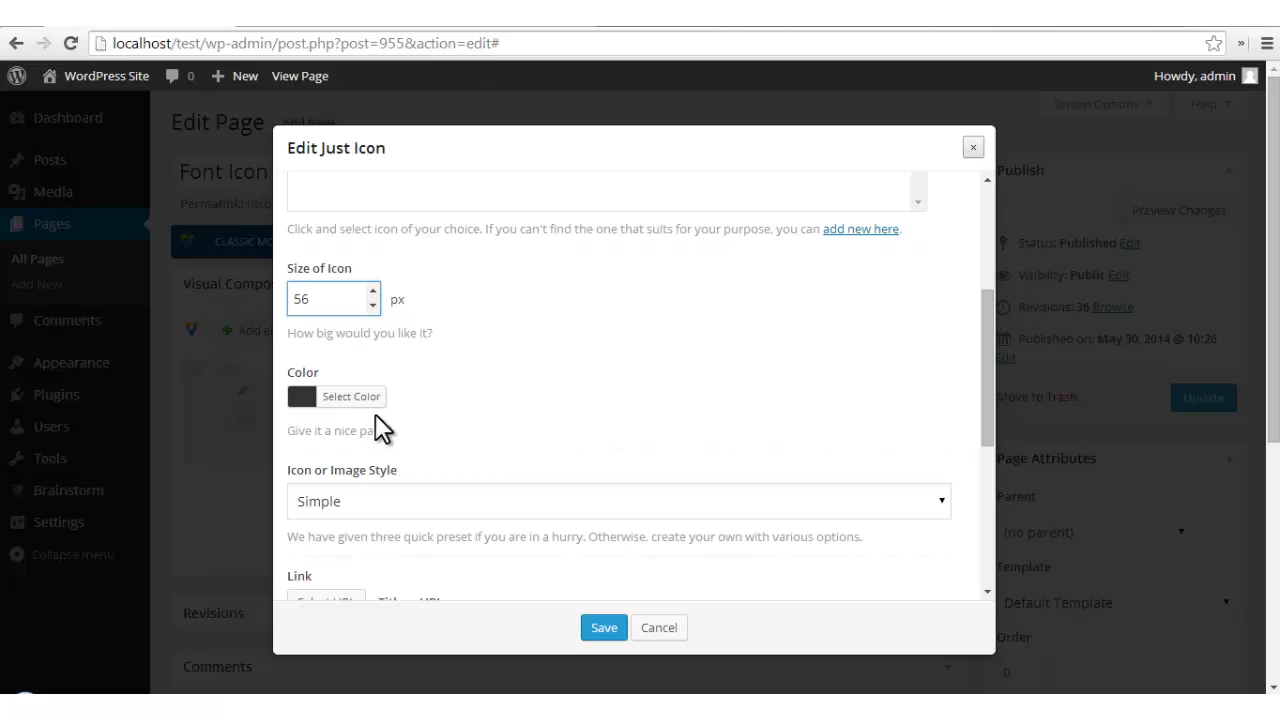 localhost/test/wp-admin/post.php?post=955&action=edit#
»
WordPress Site 0 + New View Page Howdy, admin
Dashboard
Posts
Media
Pages
All Pages
Add New
Comments
Appearance
Plugins
Users
Tools
Brainstorm
Settings
Collapse menu
Edit Page
Screen Options Help
Font Icon
Permalink:
CLASSIC MO
Visual Compo
Revisions
Comments
Edit Just Icon
×
Click and select icon of your choice. If you can't find the one that suits for your purpose, you can add new here.
Size of Icon
56 px
How big would you like it?
Color
Select Color
Give it a nice pa
Icon or Image Style
Simple
We have given three quick preset if you are in a hurry. Otherwise, create your own with various options.
Link
Save Cancel
Publish
Preview Changes
Status: Published Edit
Visibility: Public Edit
Revisions: 36 Browse
Published on: May 30, 2014 @ 10:26
Edit
Move to Trash Update
Page Attributes
Parent
(no parent)
Template
Default Template
Order
0